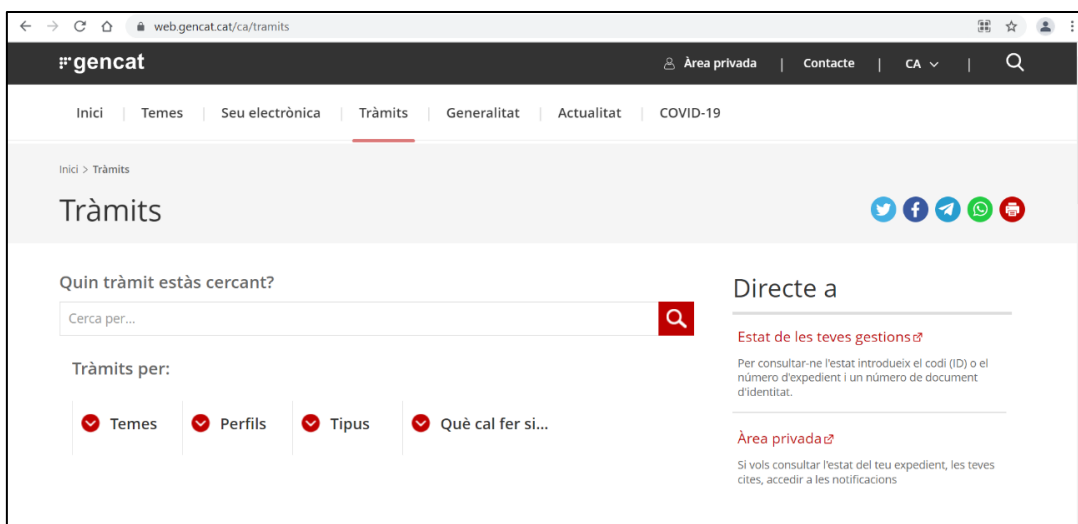 web.gencat.cat/ca/tramits
gencat
Àrea privada | Contacte | CA |
Inici | Temes | Seu electrònica | Tràmits | Generalitat | Actualitat | COVID-19
Inici > Tràmits
Tràmits
Quin tràmit estàs cercant?
Cerca per...
Tràmits per:
Temes
Perfils
Tipus
Què cal fer si...
Directe a
Estat de les teves gestions
Per consultar-ne l'estat introdueix el codi (ID) o el
número d'expedient i un número de document
d'identitat.
Àrea privada
Si vols consultar l'estat del teu expedient, les teves
cites, accedir a les notificacions